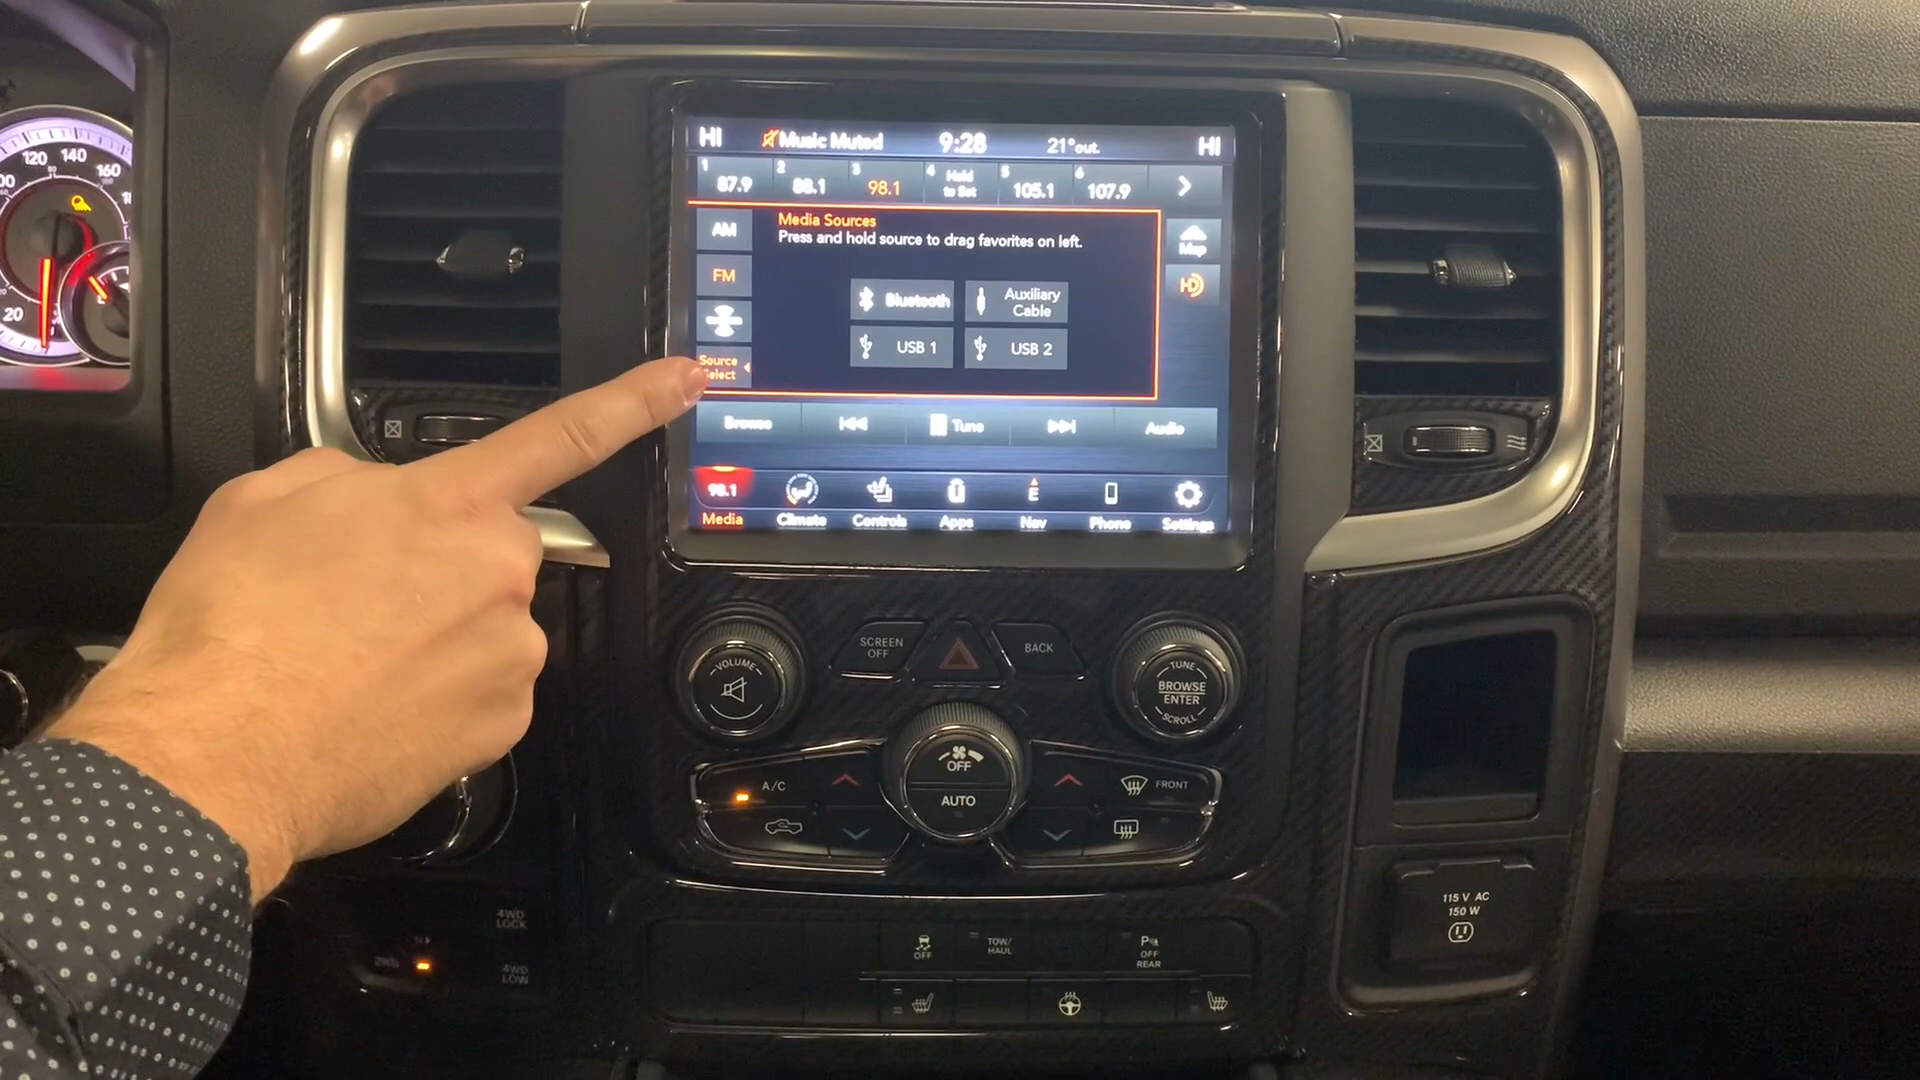 120 140 160
20
HI Music Muted 9:28 21°out. HI
1 87.9 2 88.1 3 98.1 4 Hold to Set 5 105.1 6 107.9
AM
Media Sources
Press and hold source to drag favorites on left.
Map
FM
HD
Bluetooth
Auxiliary
Cable
USB 1
USB 2
Source
Select
Browse Tune Audio
98.1 E
Media Climate Controls Apps Nav Phone Settings
VOLUME
SCREEN
OFF
BACK
TUNE
BROWSE
ENTER
SCROLL
OFF
AUTO
A/C
FRONT
115 V AC
150 W
4WD
LOCK
2WD
4WD
LOW
OFF
TOW/
HAUL
P
OFF
REAR